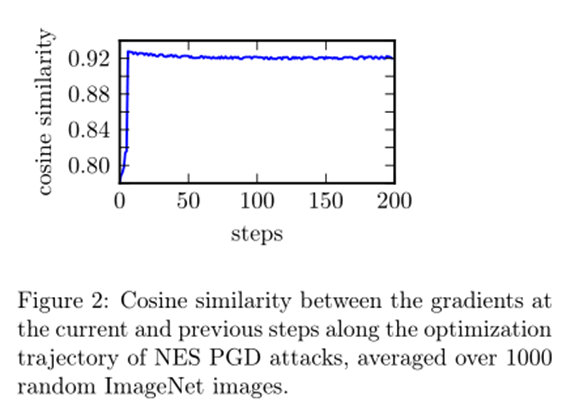 cosine similarity
0.92
0.88
0.84
0.80
0 50 100 150 200
steps
Figure 2: Cosine similarity between the gradients at
the current and previous steps along the optimization
trajectory of NES PGD attacks, averaged over 1000
random ImageNet images.